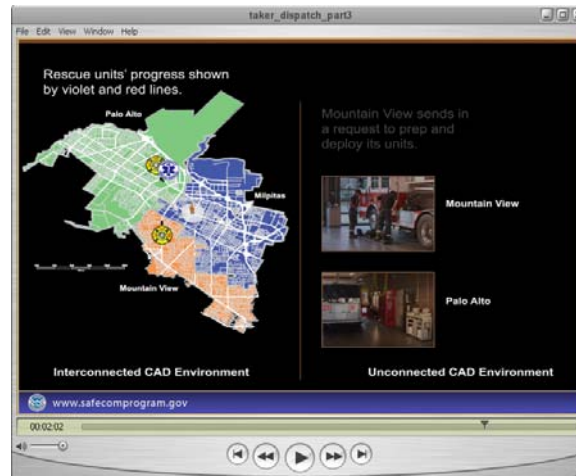 taker_dispatch_part3
File Edit View Window Help
Rescue units' progress shown
by violet and red lines.
Palo Alto
Milpitas
Mountain View
Interconnected CAD Environment
Mountain View sends in
a request to prep and
deploy its units.
Mountain View
Palo Alto
Unconnected CAD Environment
www.safecomprogram.gov
00:02:02